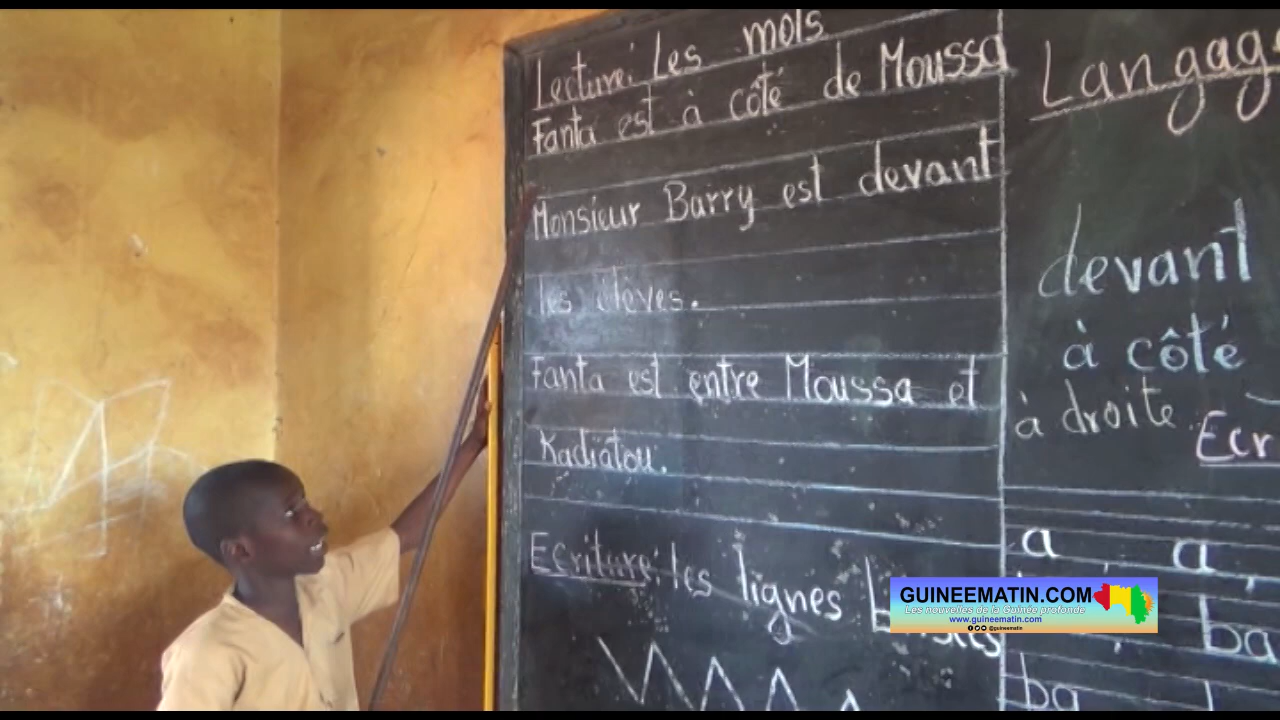 Lecture: Les mois
Fanta est à côté de Moussa
Monsieur Barry est devant
les élèves.
Fanta est entre Moussa et
Kadiatou.
Ecriture: les lignes
Langag
devant
à côté
à droite
Ecr
a a
ba
ba
GUINEEMATIN.COM
Les nouvelles de la Guinée profonde
www.guineematin.com
@guineematin